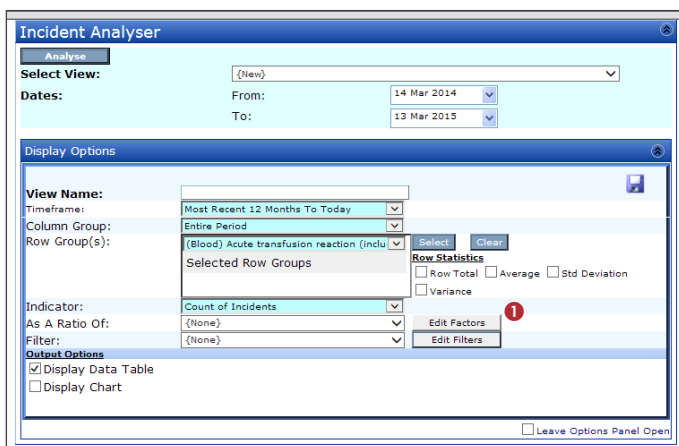 Incident Analyser
Analyse
Select View: {New}
Dates: From: 14 Mar 2014
To: 13 Mar 2015
Display Options
View Name:
Timeframe: Most Recent 12 Months To Today
Column Group: Entire Period
Row Group(s): (Blood) Acute transfusion reaction (inclu Select Clear
Selected Row Groups
Row Statistics
Row Total Average Std Deviation
Variance
Indicator: Count of Incidents
1
As A Ratio Of: {None} Edit Factors
Filter: {None} Edit Filters
Output Options
Display Data Table
Display Chart
Leave Options Panel Open